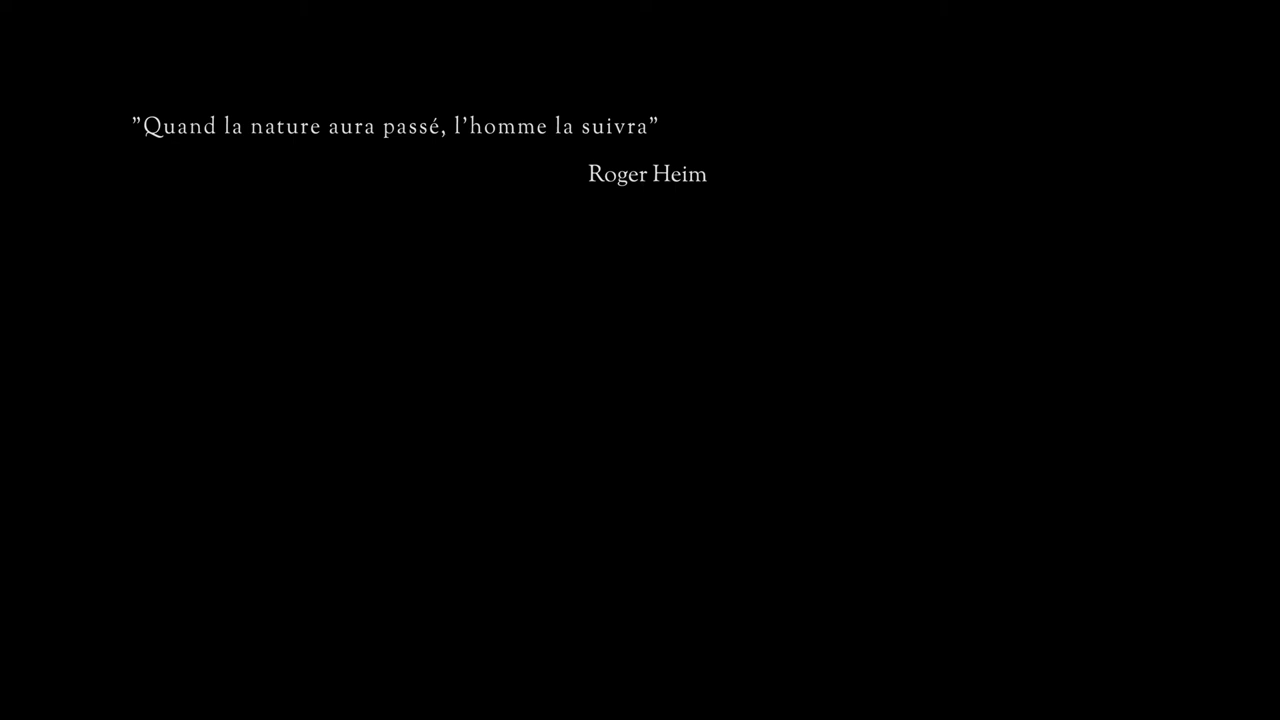 ”Quand la nature aura passé, l’homme la suivra”
Roger Heim